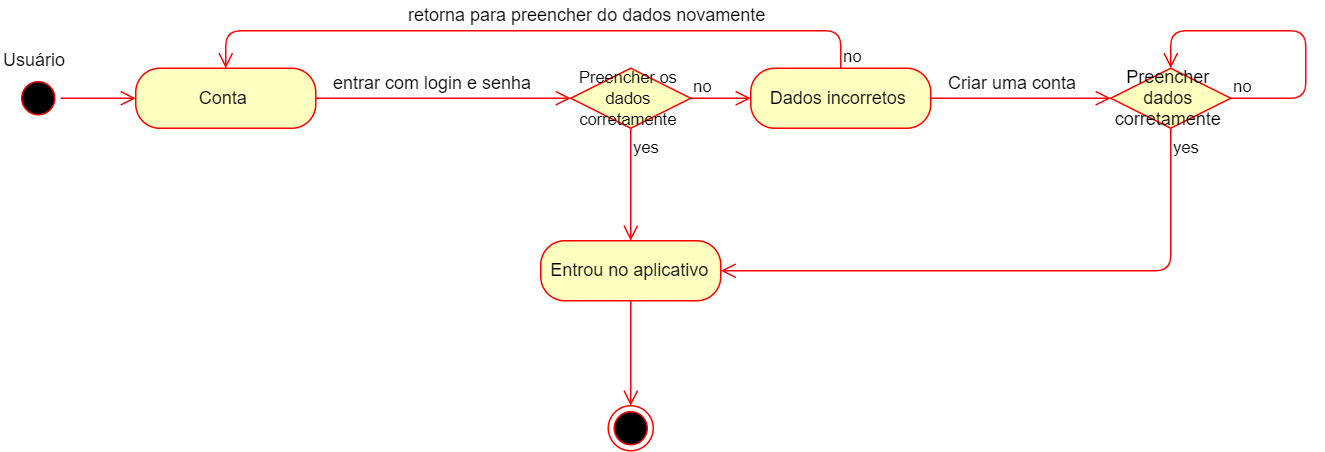 retorna para preencher do dados novamente
Usuário
no
Conta
entrar com login e senha
Preencher os
dados
corretamente
no
Dados incorretos
Criar uma conta
Preencher
dados
corretamente
no
yes
yes
Entrou no aplicativo